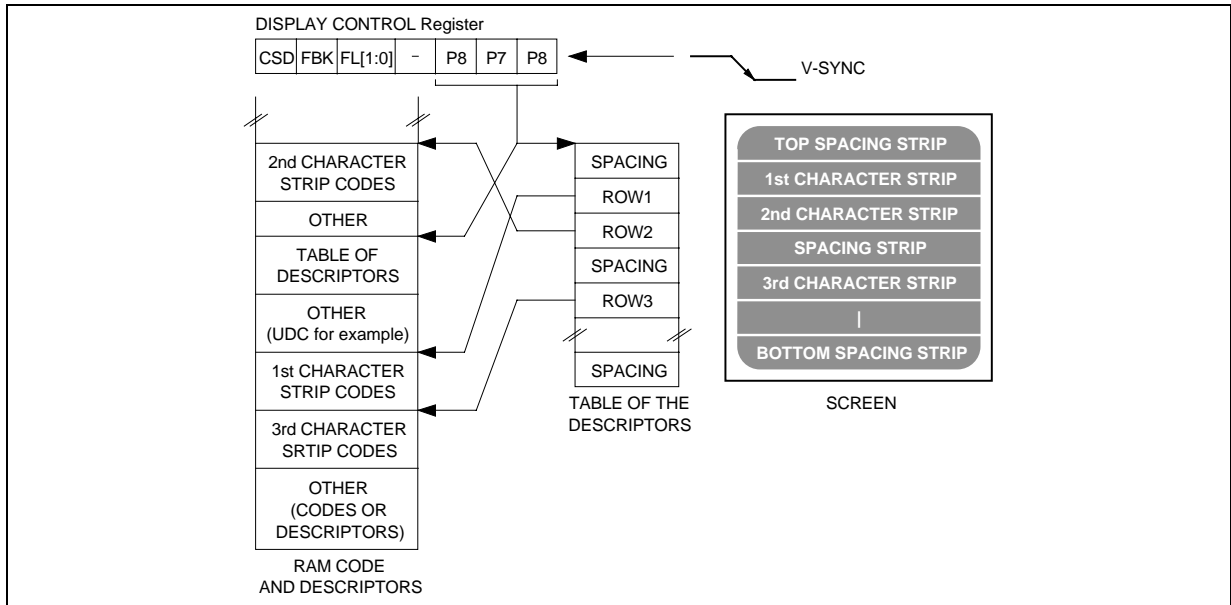 DISPLAY CONTROL Register
CSD FBK FL[1:0] - P8 P7 P8
V-SYNC
2nd CHARACTER
STRIP CODES
OTHER
TABLE OF
DESCRIPTORS
OTHER
(UDC for example)
1st CHARACTER
STRIP CODES
3rd CHARACTER
SRTIP CODES
OTHER
(CODES OR
DESCRIPTORS)
RAM CODE
AND DESCRIPTORS
SPACING
ROW1
ROW2
SPACING
ROW3
SPACING
TABLE OF THE
DESCRIPTORS
TOP SPACING STRIP
1st CHARACTER STRIP
2nd CHARACTER STRIP
SPACING STRIP
3rd CHARACTER STRIP
|
BOTTOM SPACING STRIP
SCREEN